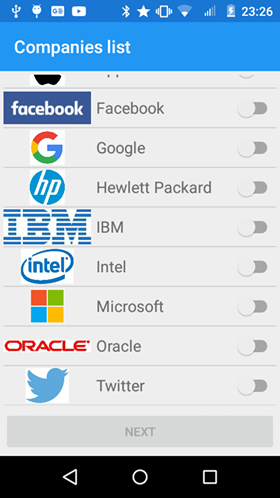 23:26
Companies list
facebook Facebook
G Google
hp Hewlett Packard
IBM IBM
intel Intel
Microsoft
ORACLE Oracle
Twitter
NEXT